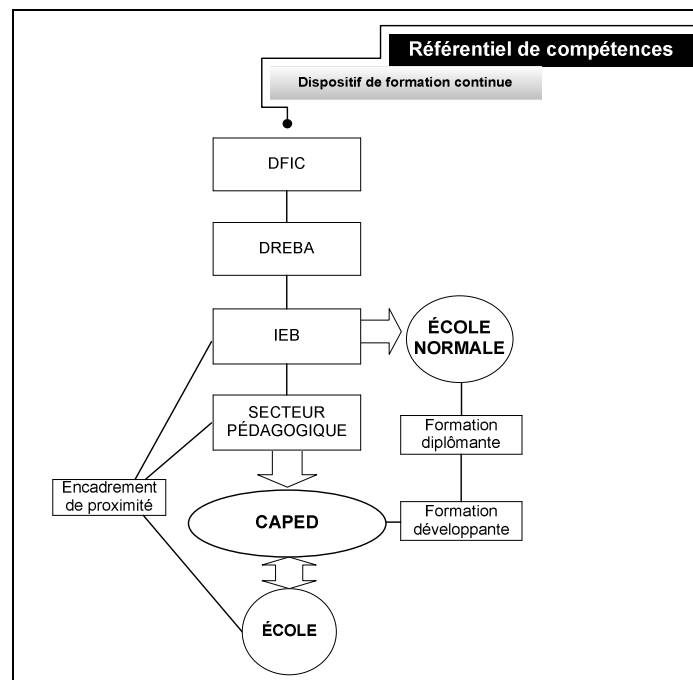 Référentiel de compétences
Dispositif de formation continue
DFIC
DREBA
IEB
ÉCOLE
NORMALE
SECTEUR
PÉDAGOGIQUE
Formation
diplômante
Encadrement
de proximité
CAPED
Formation
développante
ÉCOLE